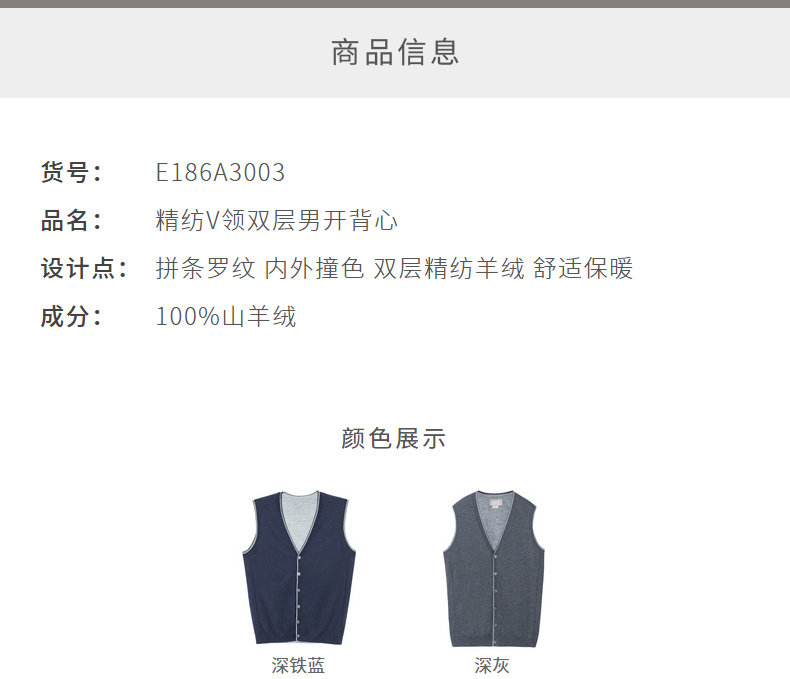 商品信息
货号： E186A3003
品名： 精纺V领双层男开背心
设计点： 拼条罗纹 内外撞色 双层精纺羊绒 舒适保暖
成分： 100%山羊绒
颜色展示
深铁蓝 深灰